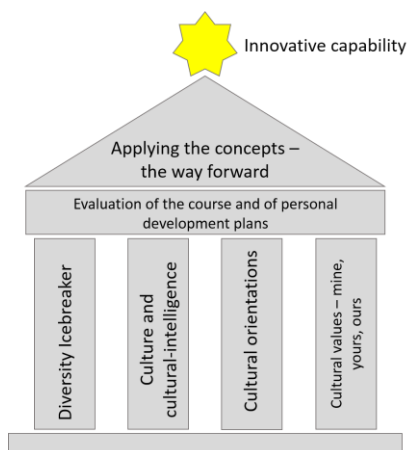 Innovative capability
Applying the concepts –
the way forward
Evaluation of the course and of personal
development plans
Diversity Icebreaker
Culture and
cultural-intelligence
Cultural orientations
Cultural values – mine,
yours, ours